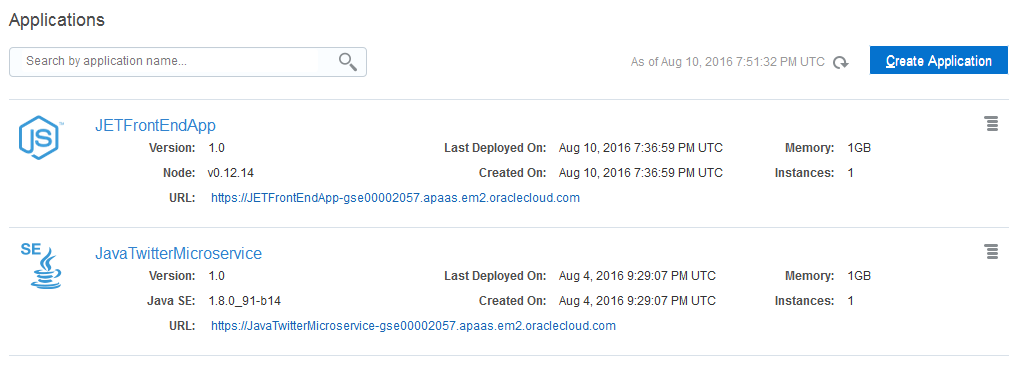 Applications
Search by application name...
As of Aug 10, 2016 7:51:32 PM UTC
Create Application
JS
JETFrontEndApp
Version: 1.0 Last Deployed On: Aug 10, 2016 7:36:59 PM UTC Memory: 1GB
Node: v0.12.14 Created On: Aug 10, 2016 7:36:59 PM UTC Instances: 1
URL: https://JETFrontEndApp-gse00002057.apaas.em2.oraclecloud.com
SE
JavaTwitterMicroservice
Version: 1.0 Last Deployed On: Aug 4, 2016 9:29:07 PM UTC Memory: 1GB
Java SE: 1.8.0_91-b14 Created On: Aug 4, 2016 9:29:07 PM UTC Instances: 1
URL: https://JavaTwitterMicroservice-gse00002057.apaas.em2.oraclecloud.com